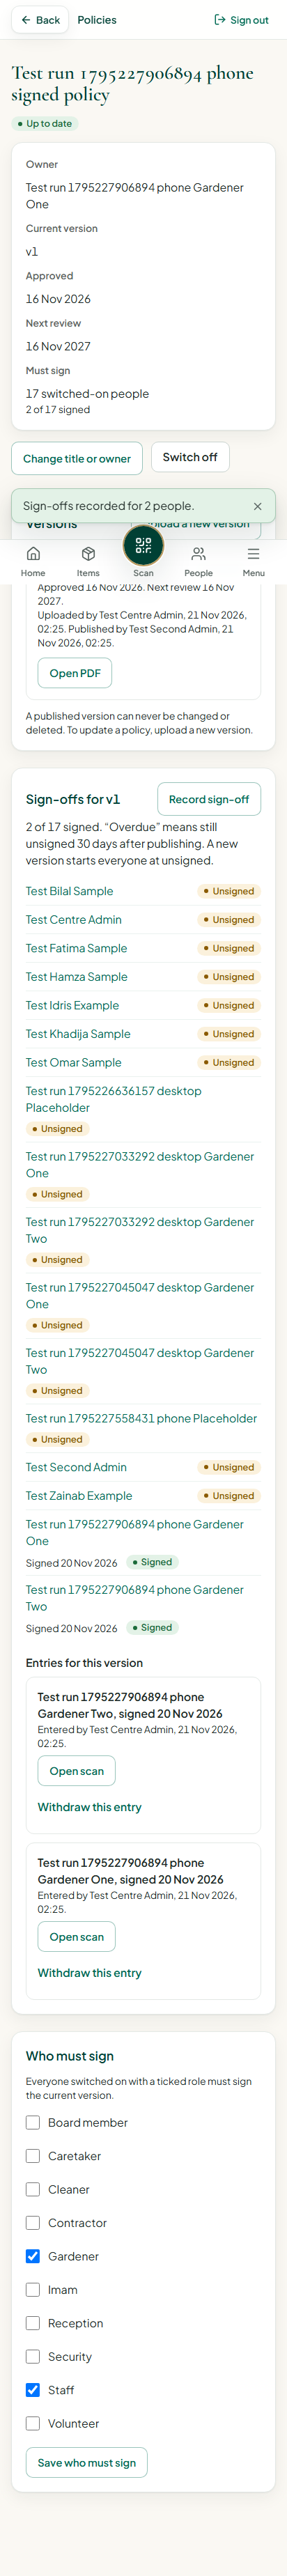 Back
Policies
Sign out
Test run 1795227906894 phone
signed policy
Up to date
Owner
Test run 1795227906894 phone Gardener
One
Current version
v1
Approved
16 Nov 2026
Next review
16 Nov 2027
Must sign
17 switched-on people
2 of 17 signed
Change title or owner
Switch off
Sign-offs recorded for 2 people.
Versions
upload a new version
Home
Items
Scan
People
Menu
Approved 16 Nov 2026. Next review 16 Nov
2027.
Uploaded by Test Centre Admin, 21 Nov 2026,
02:25. Published by Test Second Admin, 21
Nov 2026, 02:25.
Open PDF
A published version can never be changed or
deleted. To update a policy, upload a new version.
Sign-offs for v1
Record sign-off
2 of 17 signed. “Overdue” means still
unsigned 30 days after publishing. A new
version starts everyone at unsigned.
Test Bilal Sample
Unsigned
Test Centre Admin
Unsigned
Test Fatima Sample
Unsigned
Test Hamza Sample
Unsigned
Test Idris Example
Unsigned
Test Khadija Sample
Unsigned
Test Omar Sample
Unsigned
Test run 1795226636157 desktop
Placeholder
Unsigned
Test run 1795227033292 desktop Gardener
One
Unsigned
Test run 1795227033292 desktop Gardener
Two
Unsigned
Test run 1795227045047 desktop Gardener
One
Unsigned
Test run 1795227045047 desktop Gardener
Two
Unsigned
Test run 1795227558431 phone Placeholder
Unsigned
Test Second Admin
Unsigned
Test Zainab Example
Unsigned
Test run 1795227906894 phone Gardener
One
Signed 20 Nov 2026
Signed
Test run 1795227906894 phone Gardener
Two
Signed 20 Nov 2026
Signed
Entries for this version
Test run 1795227906894 phone
Gardener Two, signed 20 Nov 2026
Entered by Test Centre Admin, 21 Nov 2026,
02:25.
Open scan
Withdraw this entry
Test run 1795227906894 phone
Gardener One, signed 20 Nov 2026
Entered by Test Centre Admin, 21 Nov 2026,
02:25.
Open scan
Withdraw this entry
Who must sign
Everyone switched on with a ticked role must sign
the current version.
Board member
Caretaker
Cleaner
Contractor
Gardener
Imam
Reception
Security
Staff
Volunteer
Save who must sign